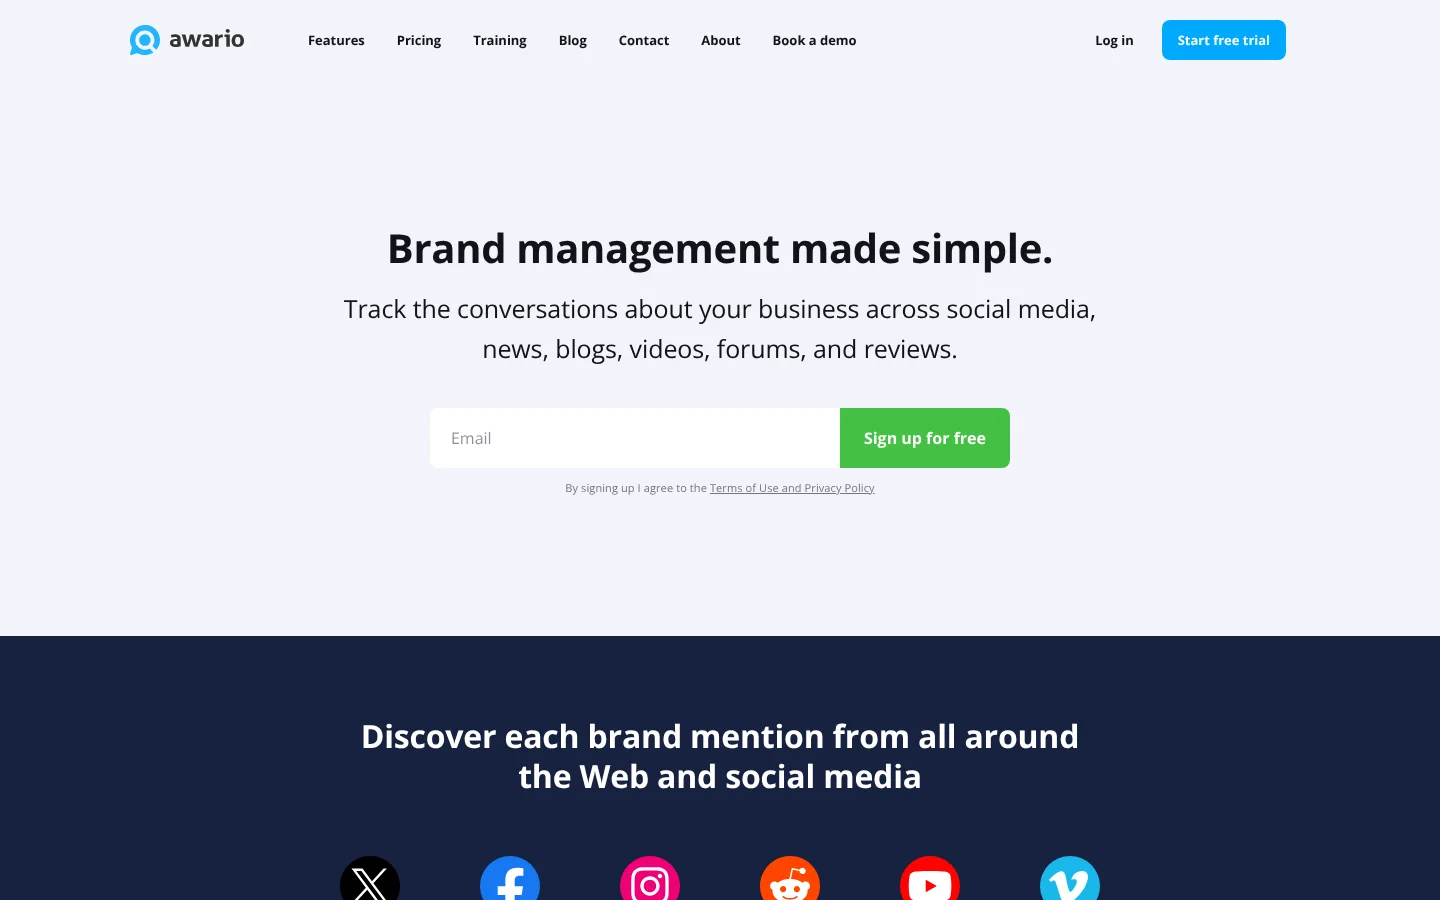 awario
Features Pricing Training Blog Contact About Book a demo Log in Start free trial
Brand management made simple.
Track the conversations about your business across social media,
news, blogs, videos, forums, and reviews.
Email Sign up for free
By signing up I agree to the Terms of Use and Privacy Policy
Discover each brand mention from all around
the Web and social media